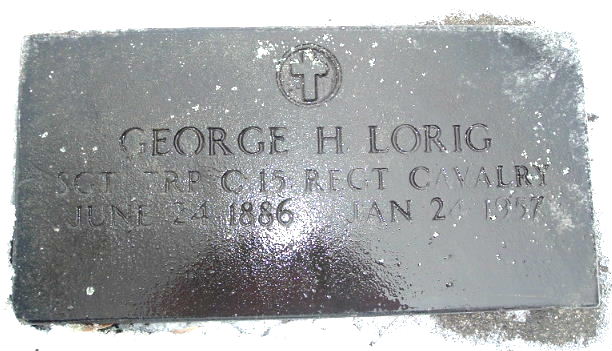 GEORGE H LORIG
SGT TRP C 15 REGT CAVALRY
JUNE 24 1886 JAN 24 1957